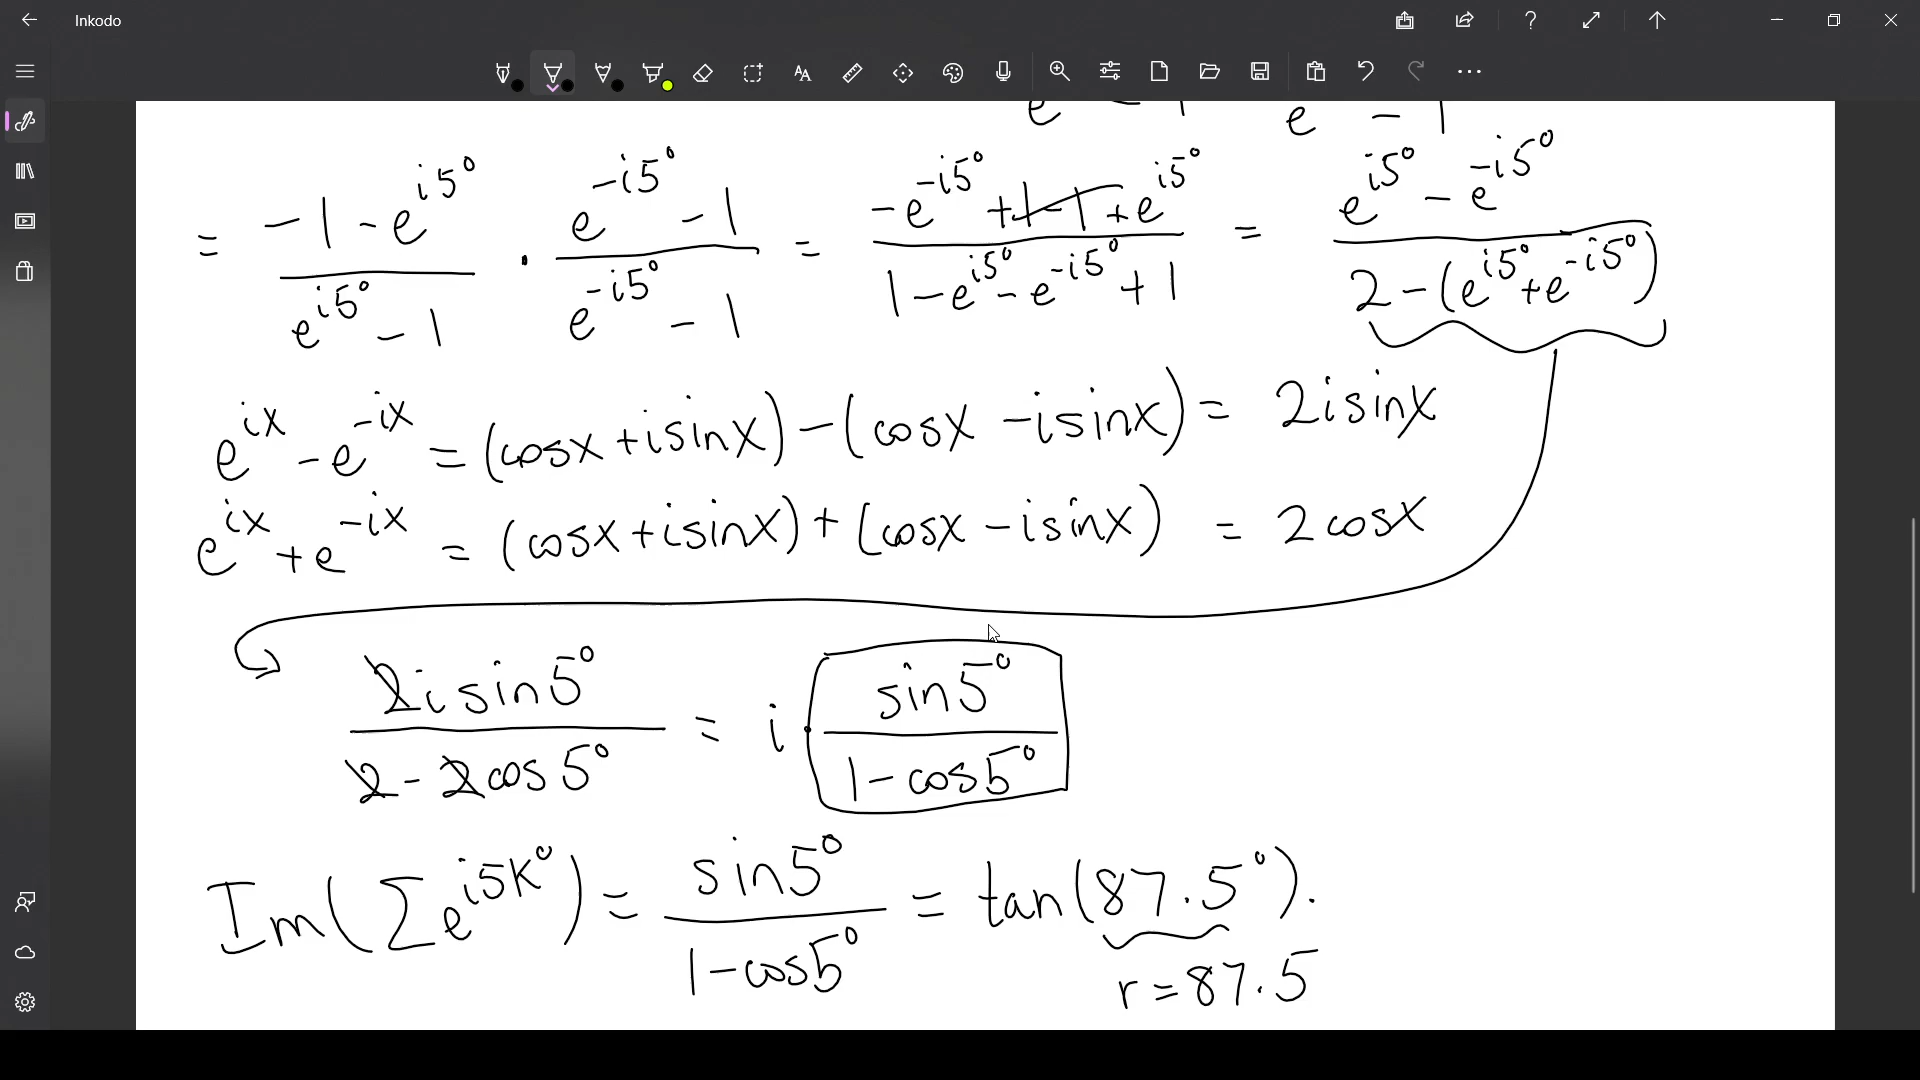 Inkodo
e - 1   e - 1
= (-1 - e^{i5°})/(e^{i5°} - 1) · (e^{-i5°} - 1)/(e^{-i5°} - 1) = (-e^{-i5°} + 1 - 1 + e^{i5°})/(1 - e^{i5°} - e^{-i5°} + 1) = (e^{i5°} - e^{-i5°})/(2 - (e^{i5°} + e^{-i5°}))
e^{ix} - e^{-ix} = (cosx + isinx) - (cosx - isinx) = 2isinx
e^{ix} + e^{-ix} = (cosx + isinx) + (cosx - isinx) = 2cosx
(2isin5°)/(2 - 2cos5°) = i · (sin5°)/(1 - cos5°)
Im(∑e^{i5k°}) = (sin5°)/(1 - cos5°) = tan(87.5°).
r = 87.5